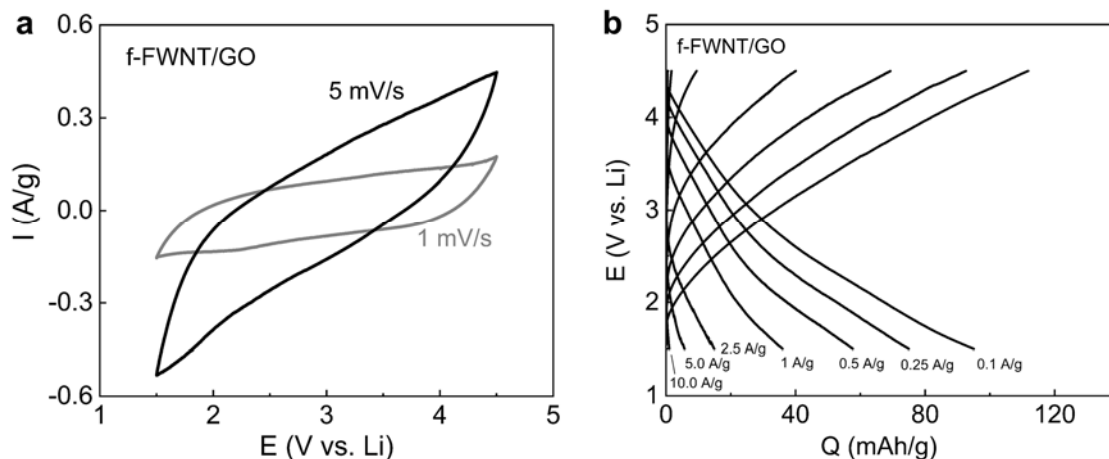 a
f-FWNT/GO
5 mV/s
1 mV/s
I (A/g)
0.6
0.3
0.0
-0.3
-0.6
1 2 3 4 5
E (V vs. Li)
b
f-FWNT/GO
E (V vs. Li)
5
4
3
2
1
2.5 A/g
5.0 A/g 1 A/g 0.5 A/g 0.25 A/g 0.1 A/g
10.0 A/g
0 40 80 120
Q (mAh/g)